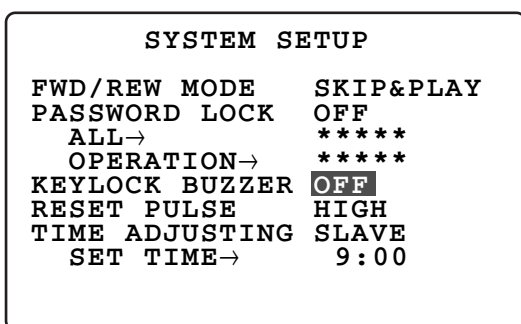 SYSTEM SETUP
FWD/REW MODE SKIP&PLAY
PASSWORD LOCK OFF
ALL→ *****
OPERATION→ *****
KEYLOCK BUZZER OFF
RESET PULSE HIGH
TIME ADJUSTING SLAVE
SET TIME→ 9:00